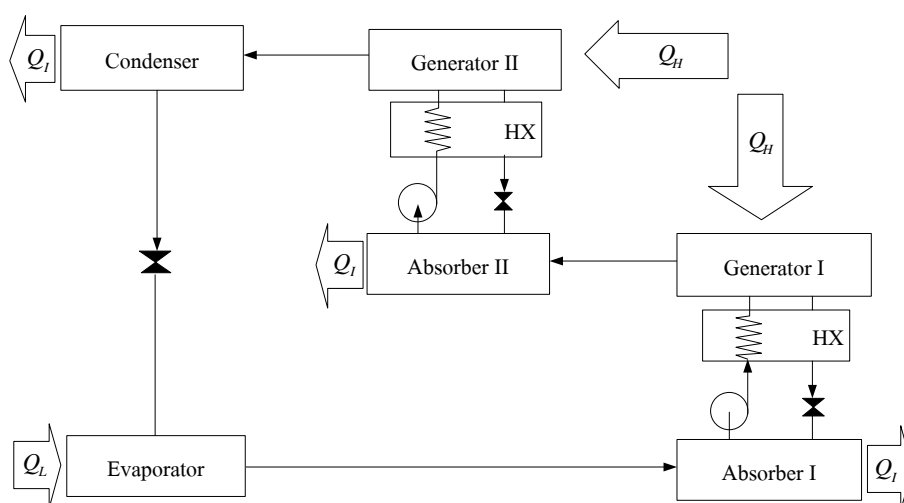 Q_I
Condenser
Generator II
Q_H
HX
Q_H
Q_I
Absorber II
Generator I
HX
Q_L
Evaporator
Absorber I
Q_I